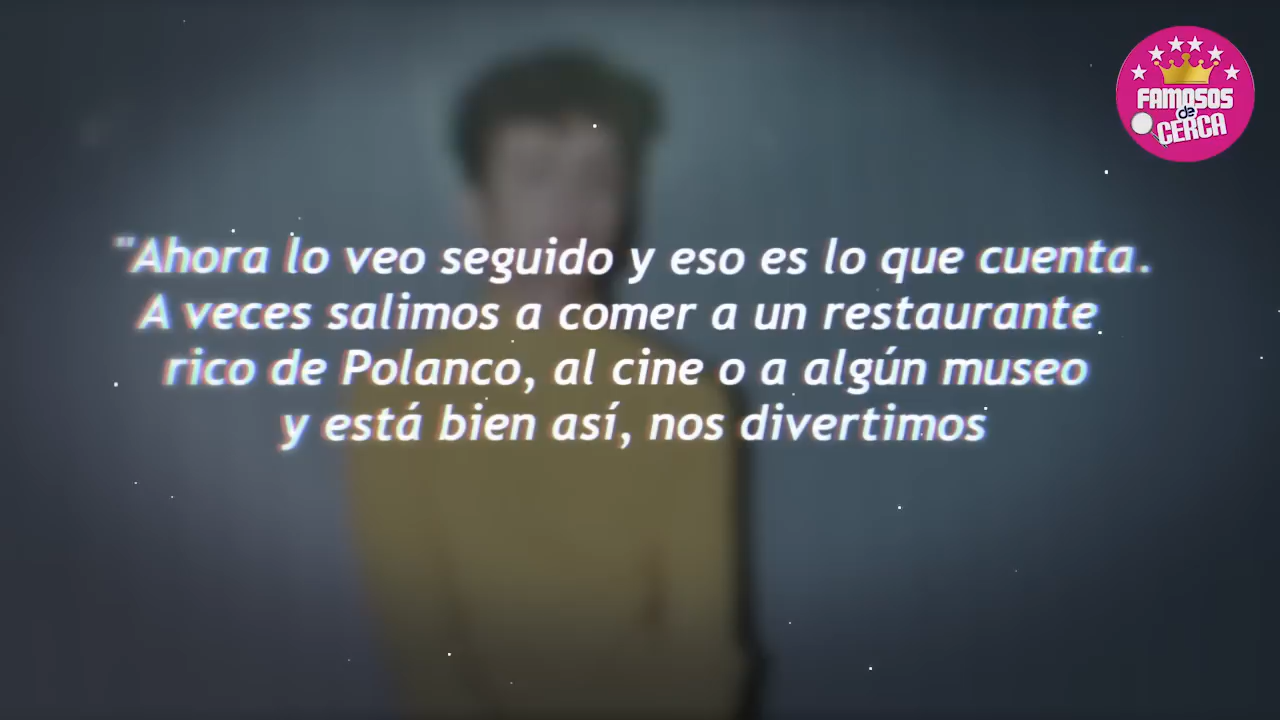 FAMOSOS
de
CERCA
"Ahora lo veo seguido y eso es lo que cuenta.
A veces salimos a comer a un restaurante
rico de Polanco, al cine o a algún museo
y está bien así, nos divertimos